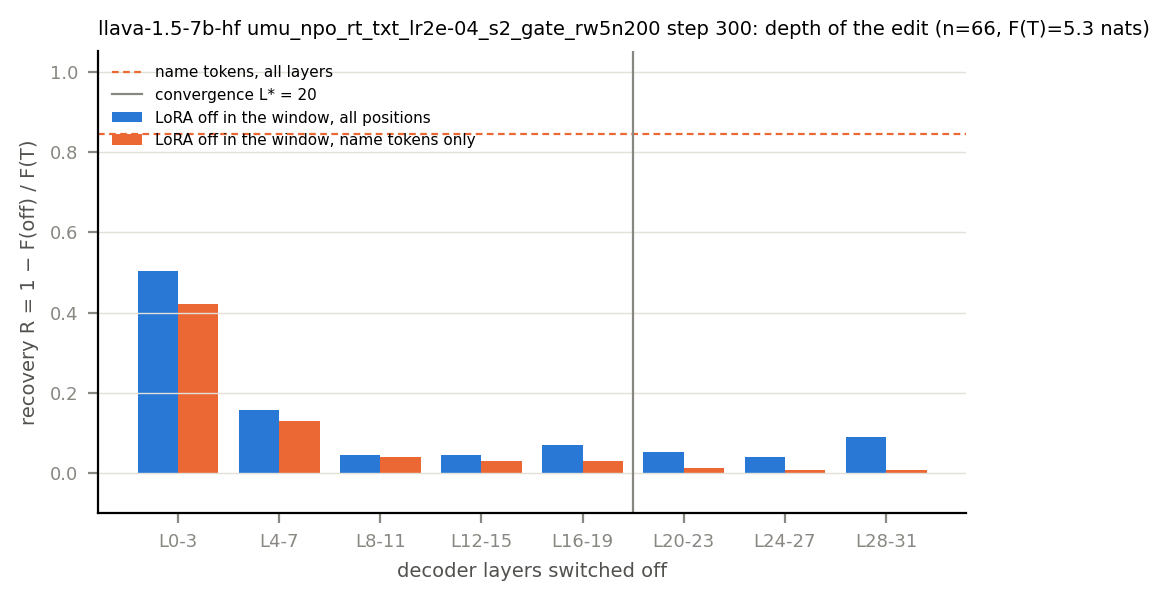 llava-1.5-7b-hf umu_npo_rt_txt_lr2e-04_s2_gate_rw5n200 step 300: depth of the edit (n=66, F(T)=5.3 nats)
name tokens, all layers
convergence L* = 20
LoRA off in the window, all positions
LoRA off in the window, name tokens only
recovery R = 1 − F(off) / F(T)
1.0
0.8
0.6
0.4
0.2
0.0
L0-3 L4-7 L8-11 L12-15 L16-19 L20-23 L24-27 L28-31
decoder layers switched off